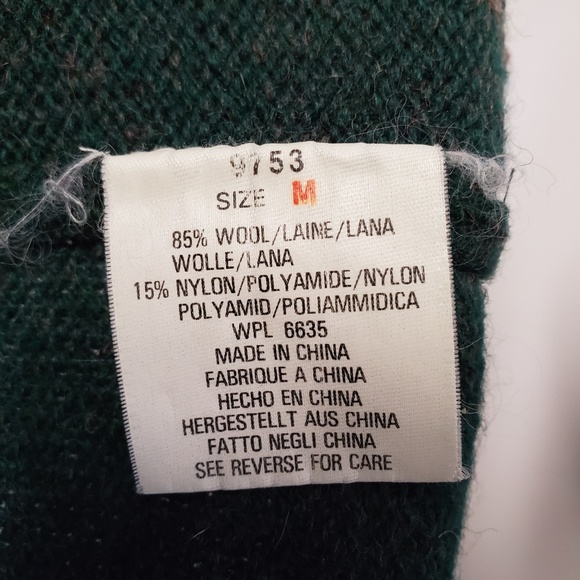 9753
SIZE M
85% WOOL/LAINE/LANA
WOLLE/LANA
15% NYLON/POLYAMIDE/NYLON
POLYAMID/POLIAMMIDICA
WPL 6635
MADE IN CHINA
FABRIQUE A CHINA
HECHO EN CHINA
HERGESTELLT AUS CHINA
FATTO NEGLI CHINA
SEE REVERSE FOR CARE